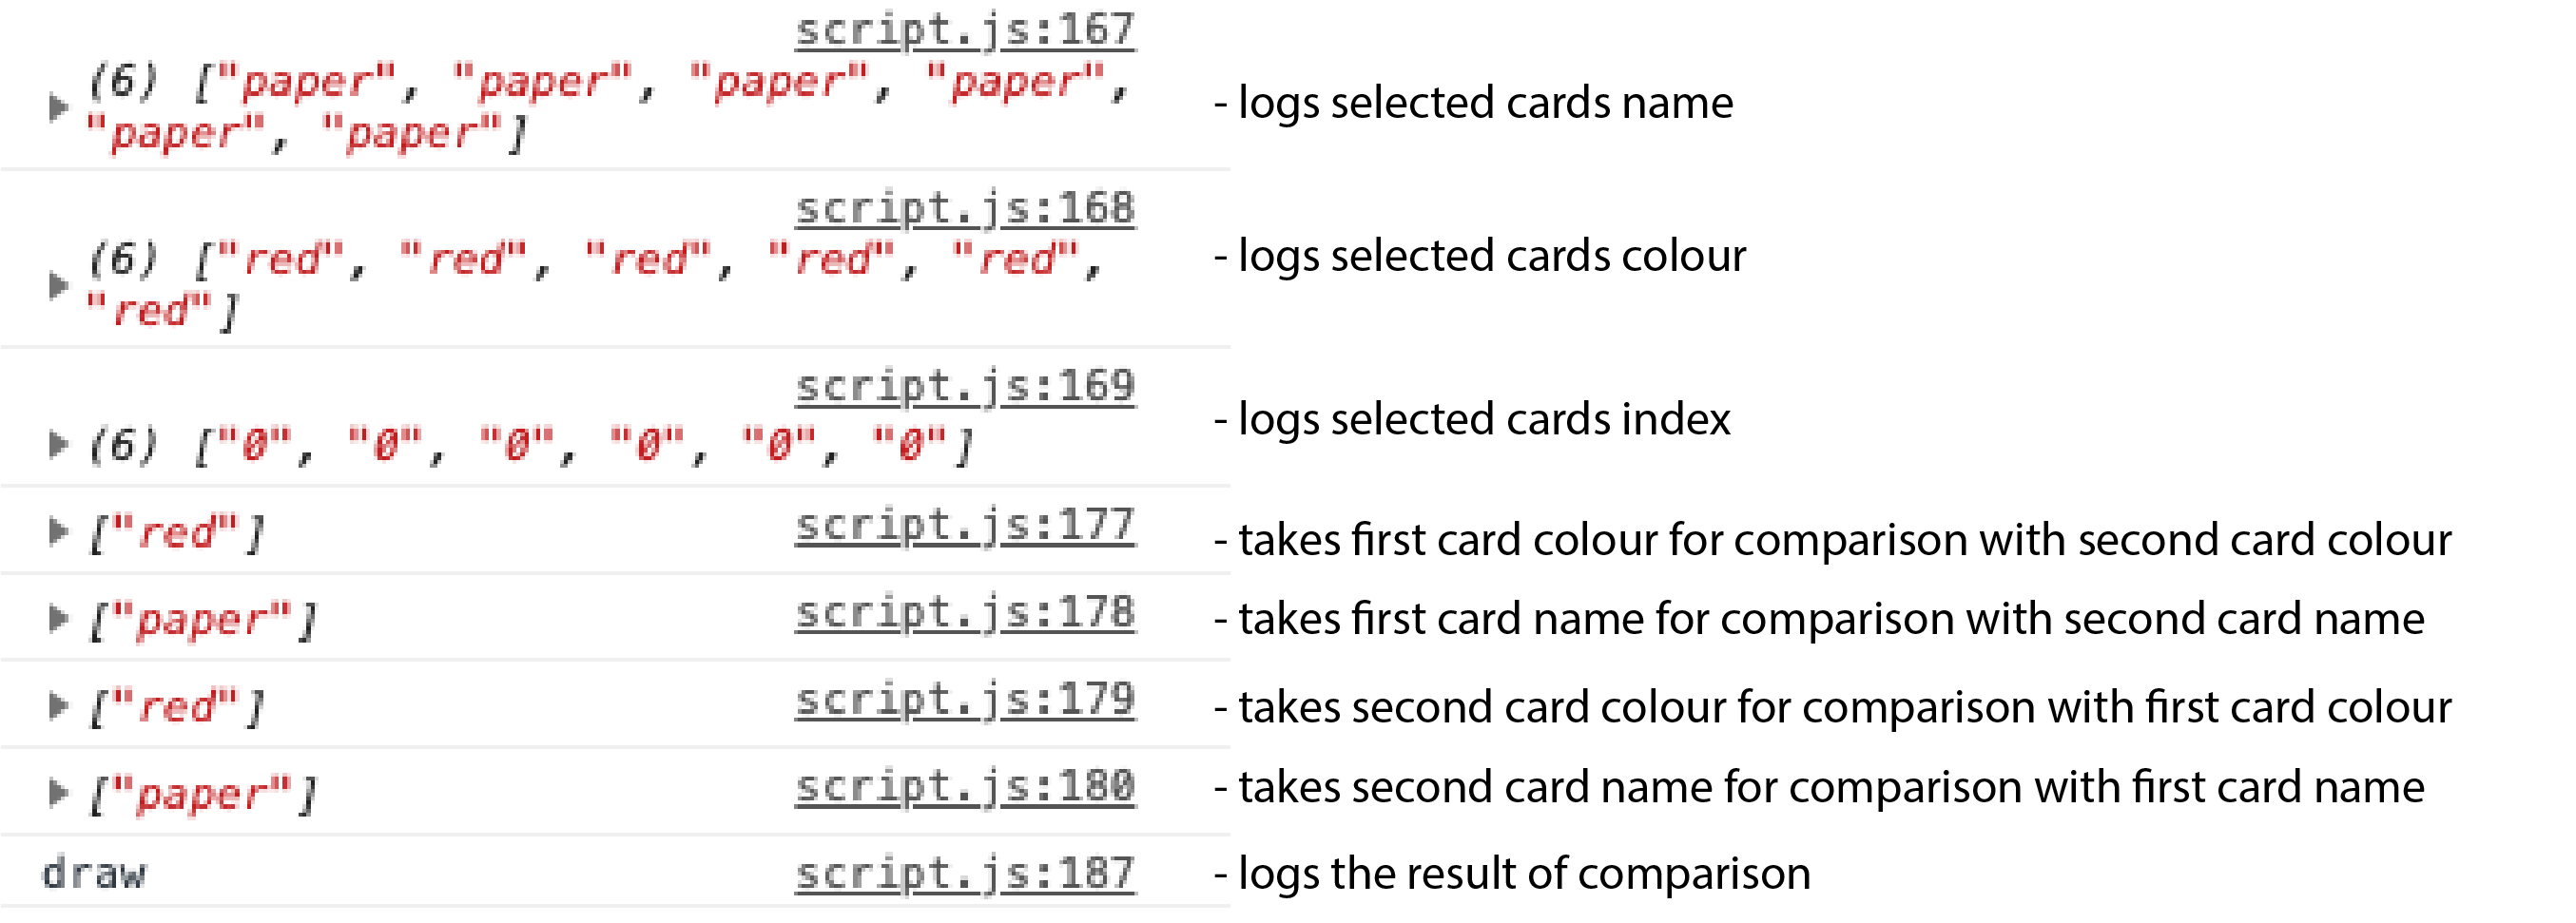 script.js:167
(6) ["paper", "paper", "paper", "paper",
"paper", "paper"]
- logs selected cards name
script.js:168
(6) ["red", "red", "red", "red", "red",
"red"]
- logs selected cards colour
script.js:169
(6) ["0", "0", "0", "0", "0", "0"]
- logs selected cards index
["red"] script.js:177 - takes first card colour for comparison with second card colour
["paper"] script.js:178 - takes first card name for comparison with second card name
["red"] script.js:179 - takes second card colour for comparison with first card colour
["paper"] script.js:180 - takes second card name for comparison with first card name
draw script.js:187 - logs the result of comparison